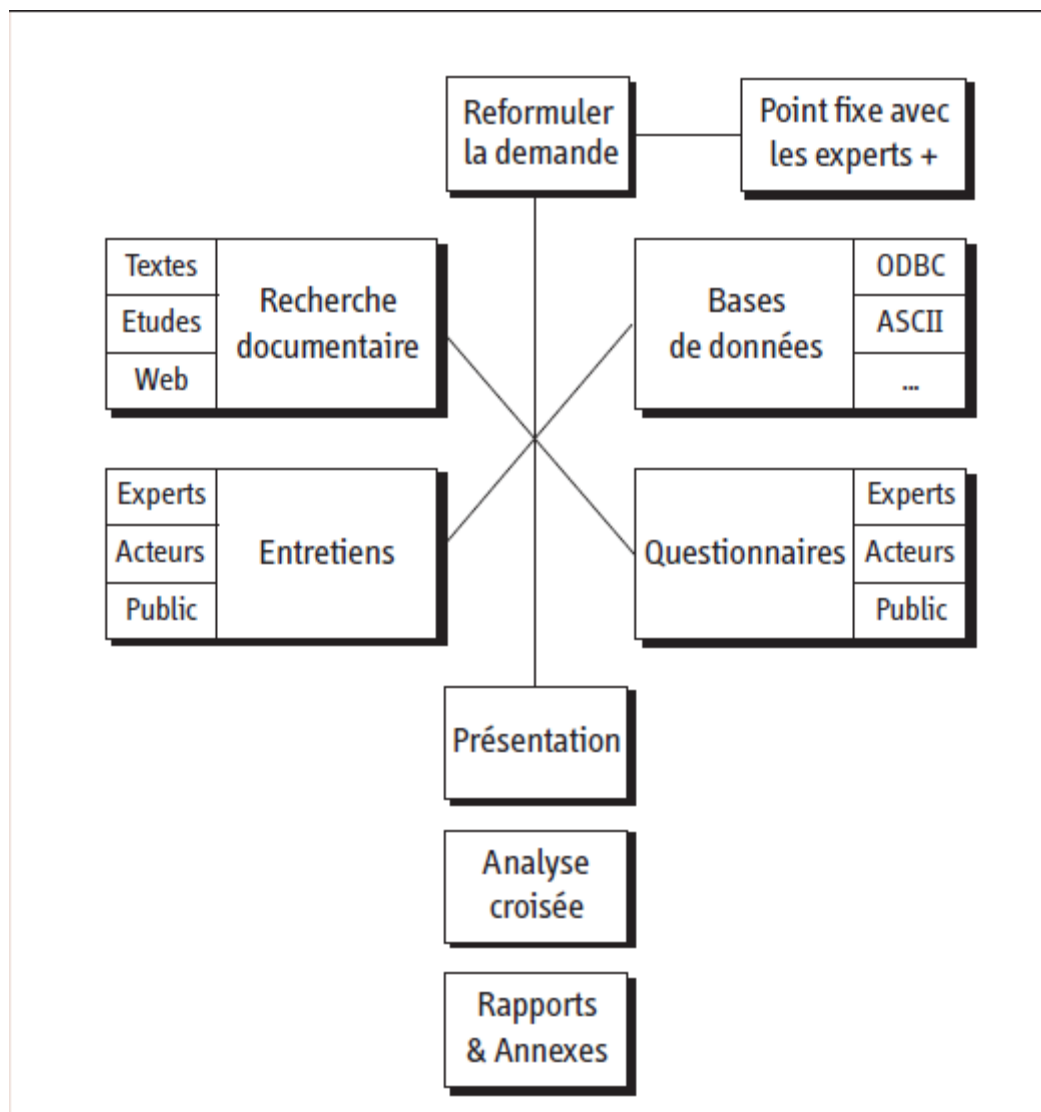 Reformuler
la demande
Point fixe avec
les experts +
Textes
Etudes
Web
Recherche
documentaire
Bases
de données
ODBC
ASCII
...
Experts
Acteurs
Public
Entretiens
Questionnaires
Experts
Acteurs
Public
Présentation
Analyse
croisée
Rapports
& Annexes